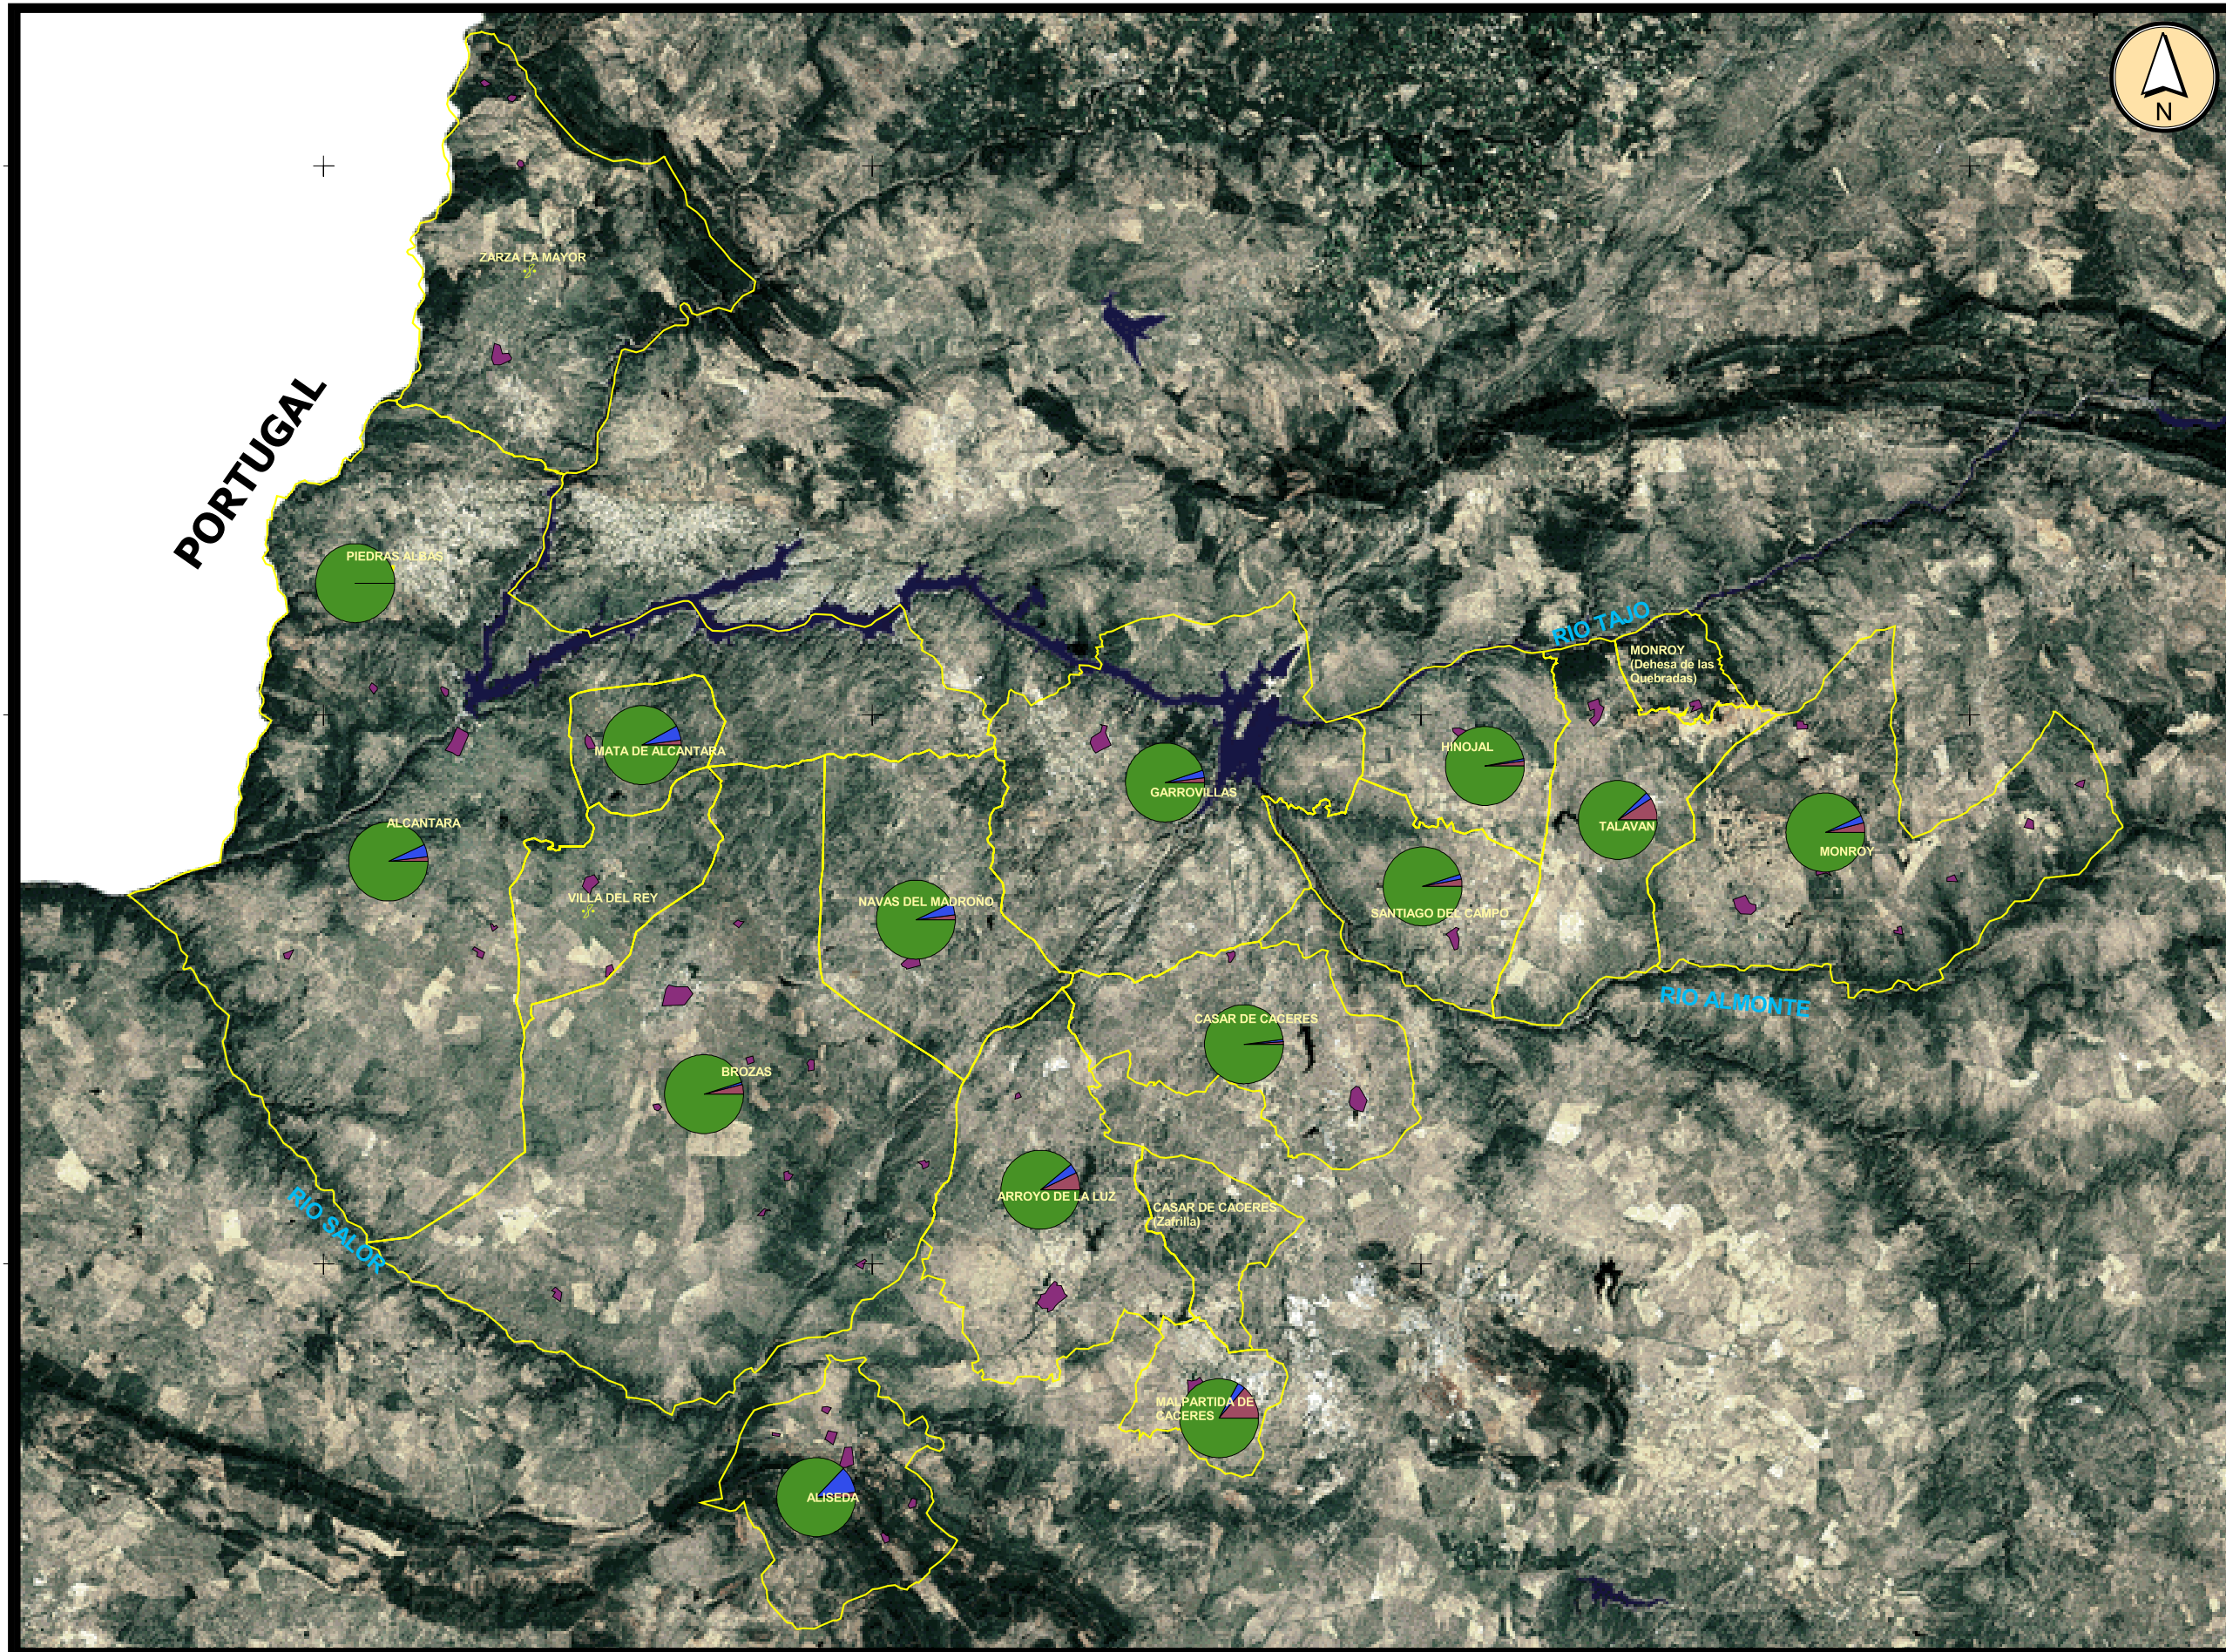 N
ZARZA LA MAYOR
PORTUGAL
PIEDRAS ALBAS
RIO TAJO
MONROY
(Dehesa de las
Quebradas)
MATA DE ALCANTARA
HINOJAL
GARROVILLAS
ALCANTARA
TALAVAN
MONROY
VILLA DEL REY
NAVAS DEL MADROÑO
SANTIAGO DEL CAMPO
RIO ALMONTE
CASAR DE CACERES
BROZAS
ARROYO DE LA LUZ
CASAR DE CACERES
(Zafrilla)
RIO SALOR
MALPARTIDA DE
CACERES
ALISEDA